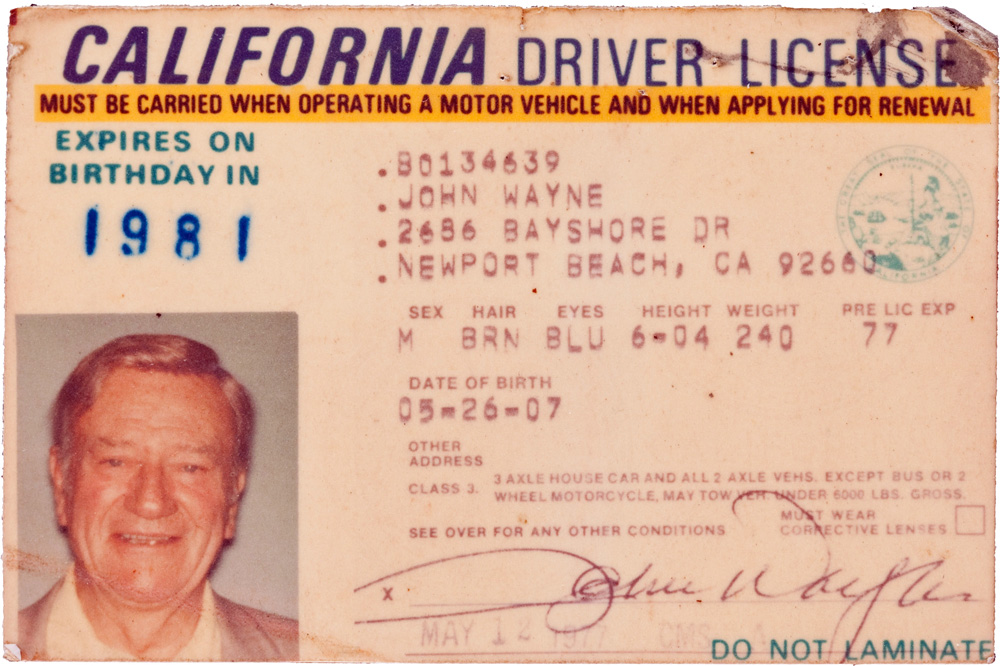 CALIFORNIA DRIVER LICENSE
MUST BE CARRIED WHEN OPERATING A MOTOR VEHICLE AND WHEN APPLYING FOR RENEWAL
EXPIRES ON
BIRTHDAY IN
1981
.B0134639
.JOHN WAYNE
.2686 BAYSHORE DR
.NEWPORT BEACH, CA 92660
SEX HAIR EYES HEIGHT WEIGHT PRE LIC EXP
M BRN BLU 6-04 240 77
DATE OF BIRTH
05-26-07
OTHER
ADDRESS
CLASS 3. 3 AXLE HOUSE CAR AND ALL 2 AXLE VEHS. EXCEPT BUS OR 2
WHEEL MOTORCYCLE, MAY TOW VEH UNDER 6000 LBS. GROSS.
MUST WEAR
SEE OVER FOR ANY OTHER CONDITIONS CORRECTIVE LENSES
X John Wayne
MAY 12 1977 CMS
DO NOT LAMINATE